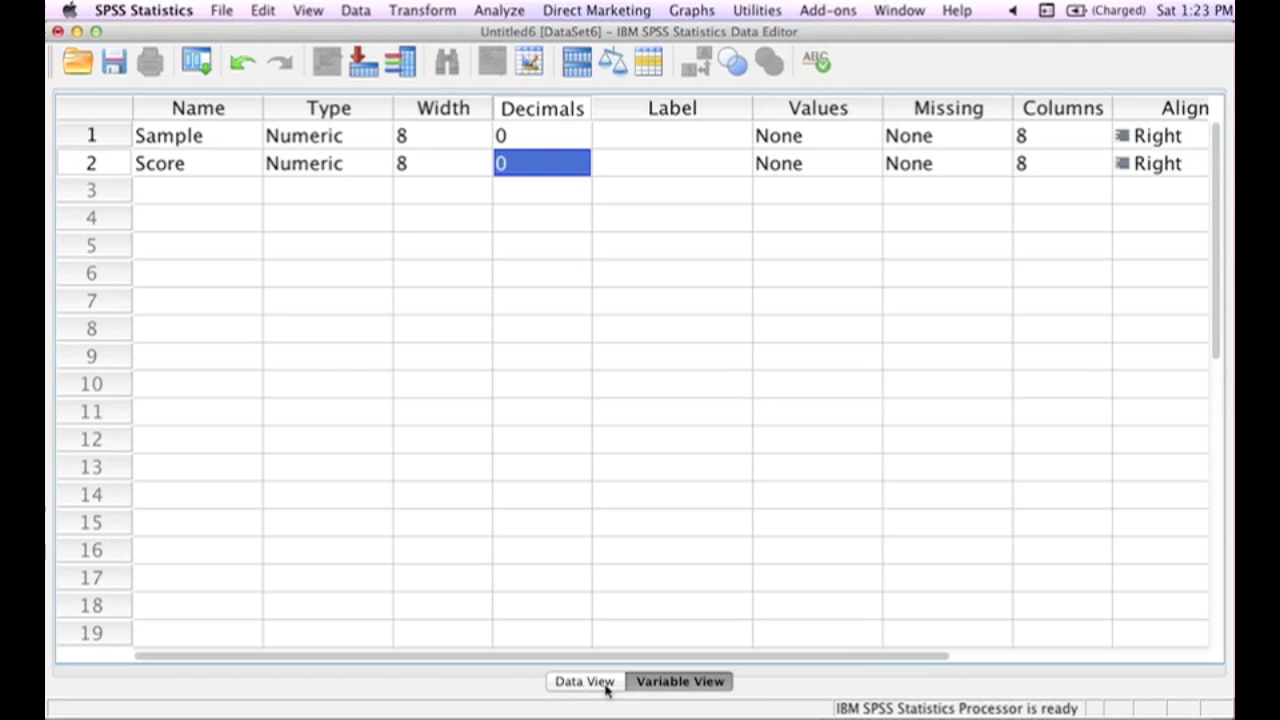 SPSS Statistics File Edit View Data Transform Analyze Direct Marketing Graphs Utilities Add-ons Window Help (Charged) Sat 1:23 PM
Untitled6 [DataSet6] – IBM SPSS Statistics Data Editor
ABC
Name Type Width Decimals Label Values Missing Columns Align
1 Sample Numeric 8 0 None None 8 Right
2 Score Numeric 8 0 None None 8 Right
3
4
5
6
7
8
9
10
11
12
13
14
15
16
17
18
19
Data View Variable View
IBM SPSS Statistics Processor is ready